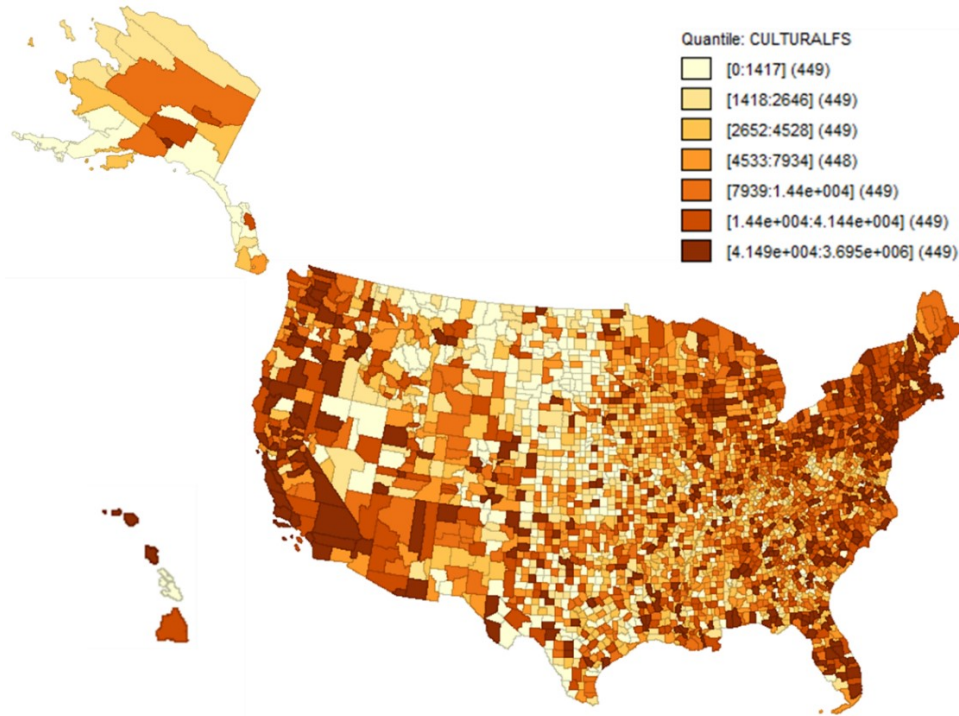 Quantile: CULTURALFS
[0:1417] (449)
[1418:2646] (449)
[2652:4528] (449)
[4533:7934] (448)
[7939:1.44e+004] (449)
[1.44e+004:4.144e+004] (449)
[4.149e+004:3.695e+006] (449)